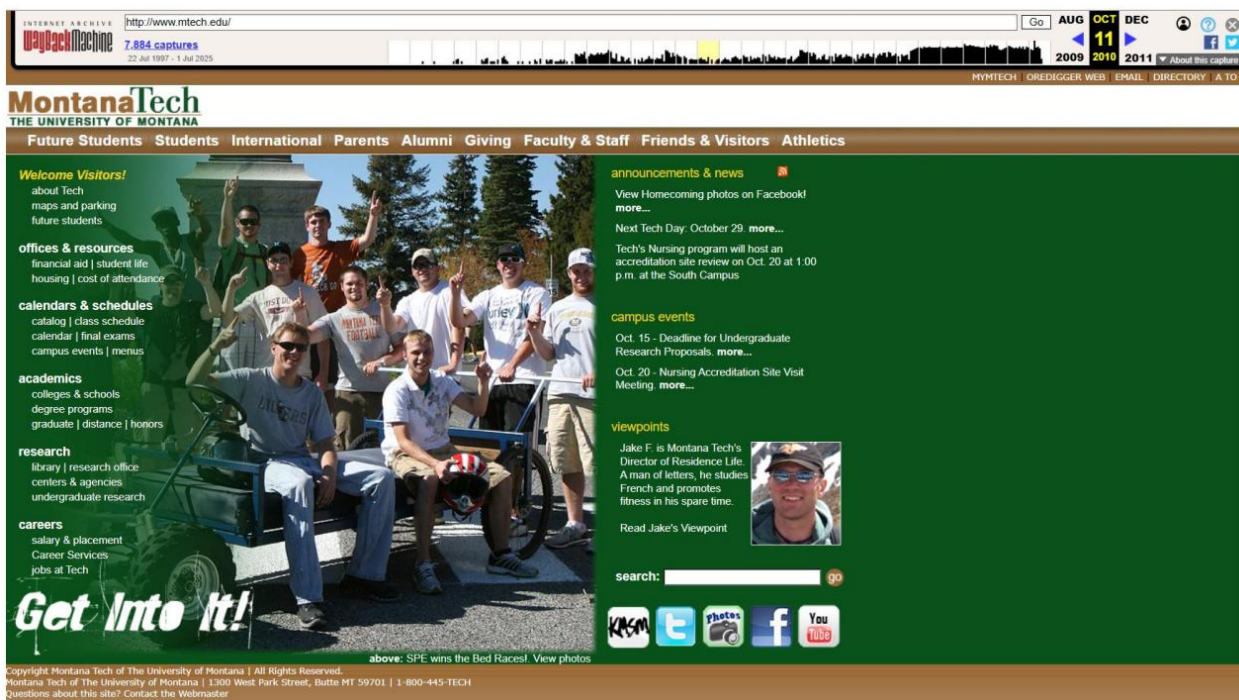 INTERNET ARCHIVE
WayBackMachine
http://www.mtech.edu/
Go
7,884 captures
22 Jul 1997 - 1 Jul 2025
AUG OCT DEC
11
2009 2010 2011
About this capture
MYMTECH | OREDIGGER WEB | EMAIL | DIRECTORY | A TO
MontanaTech
THE UNIVERSITY OF MONTANA
Future Students Students International Parents Alumni Giving Faculty & Staff Friends & Visitors Athletics
Welcome Visitors!
about Tech
maps and parking
future students
offices & resources
financial aid | student life
housing | cost of attendance
calendars & schedules
catalog | class schedule
calendar | final exams
campus events | menus
academics
colleges & schools
degree programs
graduate | distance | honors
research
library | research office
centers & agencies
undergraduate research
careers
salary & placement
Career Services
jobs at Tech
Get Into It!
MONTANA TECH
FOOTBALL
above: SPE wins the Bed Races!. View photos
announcements & news
View Homecoming photos on Facebook!
more...
Next Tech Day: October 29. more...
Tech's Nursing program will host an
accreditation site review on Oct. 20 at 1:00
p.m. at the South Campus
campus events
Oct. 15 - Deadline for Undergraduate
Research Proposals. more...
Oct. 20 - Nursing Accreditation Site Visit
Meeting. more...
viewpoints
Jake F. is Montana Tech's
Director of Residence Life.
A man of letters, he studies
French and promotes
fitness in his spare time.
Read Jake's Viewpoint
search:
go
KASM
Photos
You
Tube
Copyright Montana Tech of The University of Montana | All Rights Reserved.
Montana Tech of The University of Montana | 1300 West Park Street, Butte MT 59701 | 1-800-445-TECH
Questions about this site? Contact the Webmaster